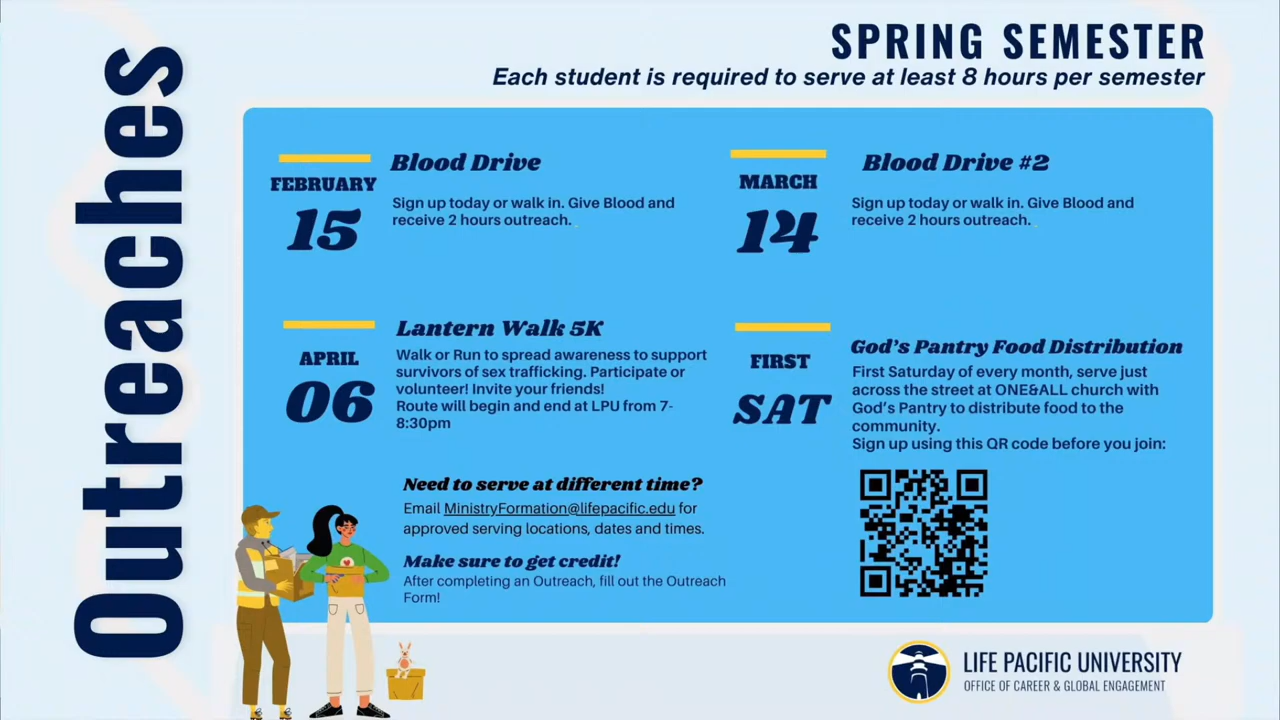 Outreaches
SPRING SEMESTER
Each student is required to serve at least 8 hours per semester
FEBRUARY
15
Blood Drive
Sign up today or walk in. Give Blood and
receive 2 hours outreach.
MARCH
14
Blood Drive #2
Sign up today or walk in. Give Blood and
receive 2 hours outreach.
APRIL
06
Lantern Walk 5K
Walk or Run to spread awareness to support
survivors of sex trafficking. Participate or
volunteer! Invite your friends!
Route will begin and end at LPU from 7-
8:30pm
FIRST
SAT
God's Pantry Food Distribution
First Saturday of every month, serve just
across the street at ONE&ALL church with
God's Pantry to distribute food to the
community.
Sign up using this QR code before you join:
Need to serve at different time?
Email MinistryFormation@lifepacific.edu for
approved serving locations, dates and times.
Make sure to get credit!
After completing an Outreach, fill out the Outreach
Form!
LIFE PACIFIC UNIVERSITY
OFFICE OF CAREER & GLOBAL ENGAGEMENT